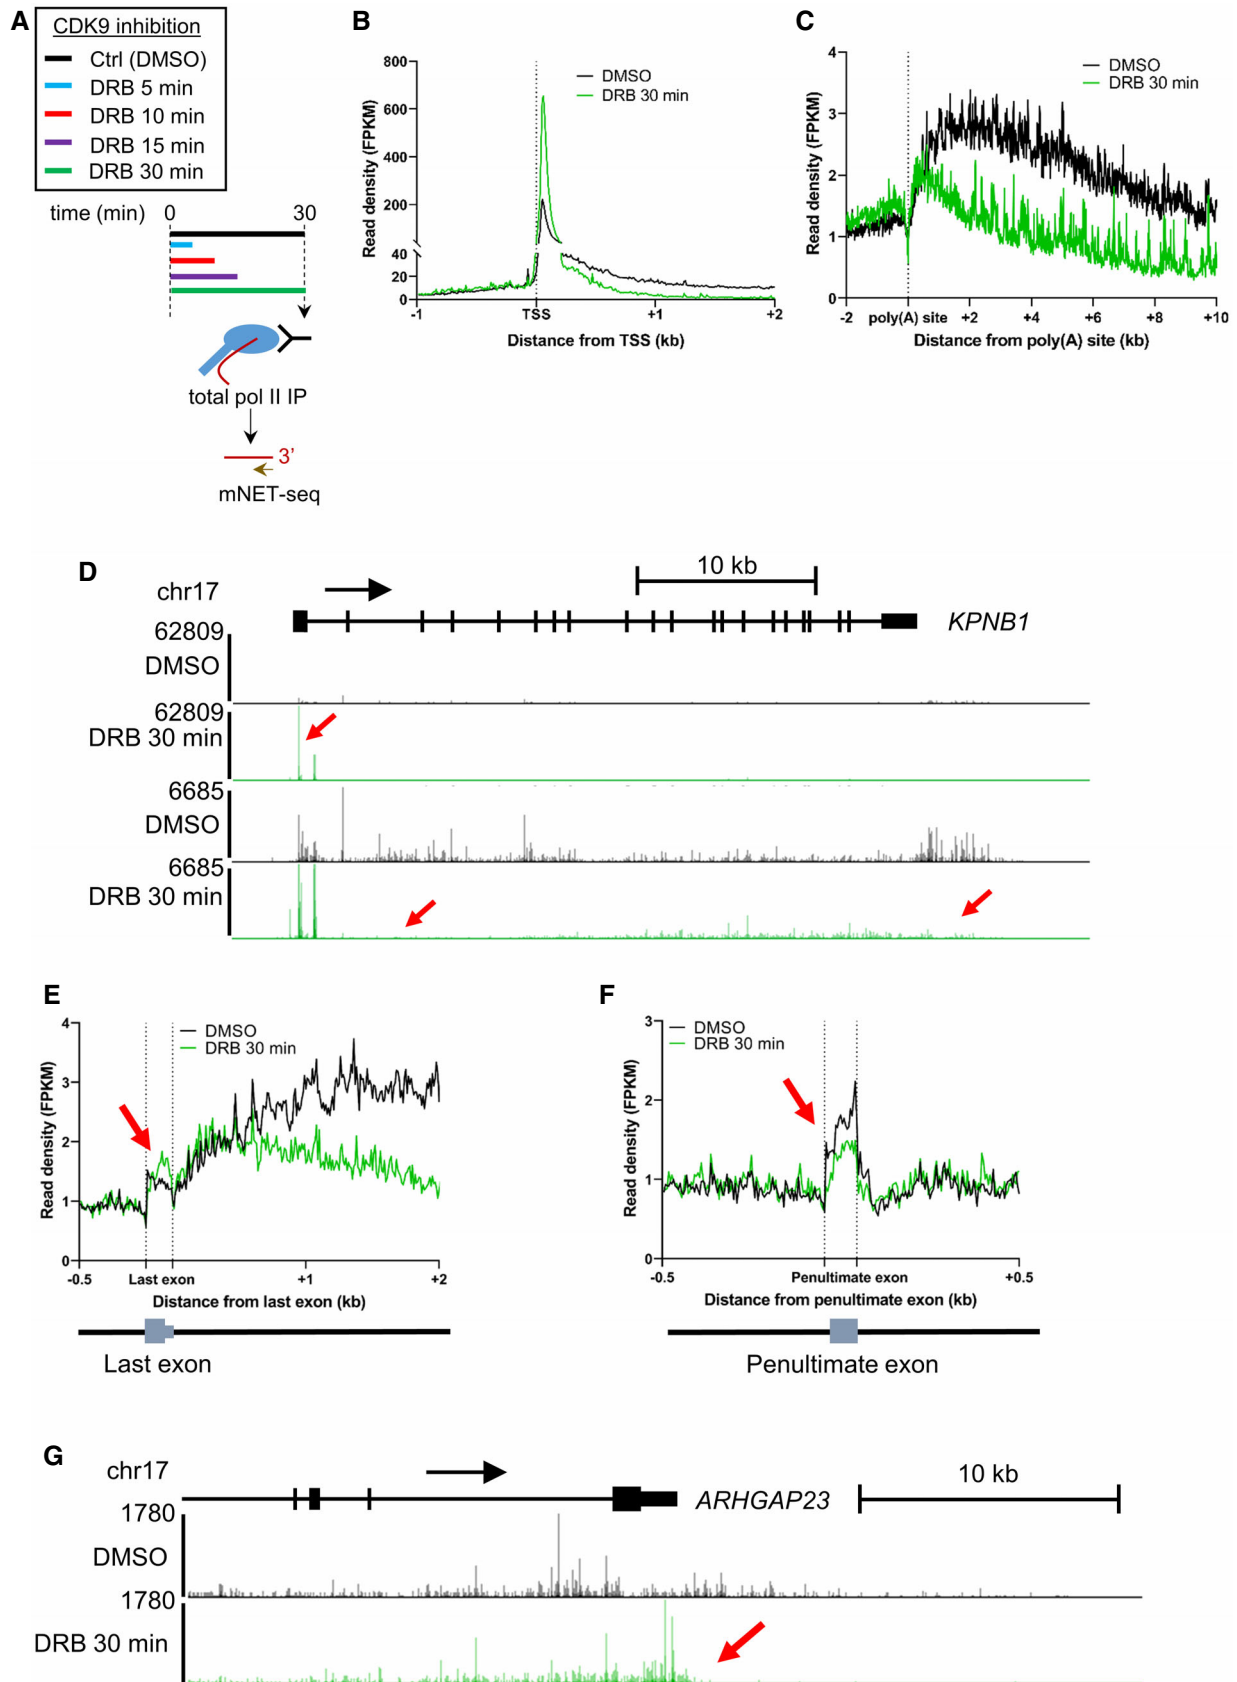 A
CDK9 inhibition
Ctrl (DMSO)
DRB 5 min
DRB 10 min
DRB 15 min
DRB 30 min
time (min) 0 30
total pol II IP
3’
mNET-seq
B
Read density (FPKM)
800
600
400
200
40
20
0
DMSO
DRB 30 min
-1 TSS +1 +2
Distance from TSS (kb)
C
Read density (FPKM)
4
3
2
1
0
DMSO
DRB 30 min
-2 poly(A) site +2 +4 +6 +8 +10
Distance from poly(A) site (kb)
D
chr17
10 kb
KPNB1
62809
DMSO
62809
DRB 30 min
6685
DMSO
6685
DRB 30 min
E
Read density (FPKM)
4
3
2
1
0
DMSO
DRB 30 min
-0.5 Last exon +1 +2
Distance from last exon (kb)
Last exon
F
Read density (FPKM)
3
2
1
0
DMSO
DRB 30 min
-0.5 Penultimate exon +0.5
Distance from penultimate exon (kb)
Penultimate exon
G
chr17
10 kb
ARHGAP23
1780
DMSO
1780
DRB 30 min